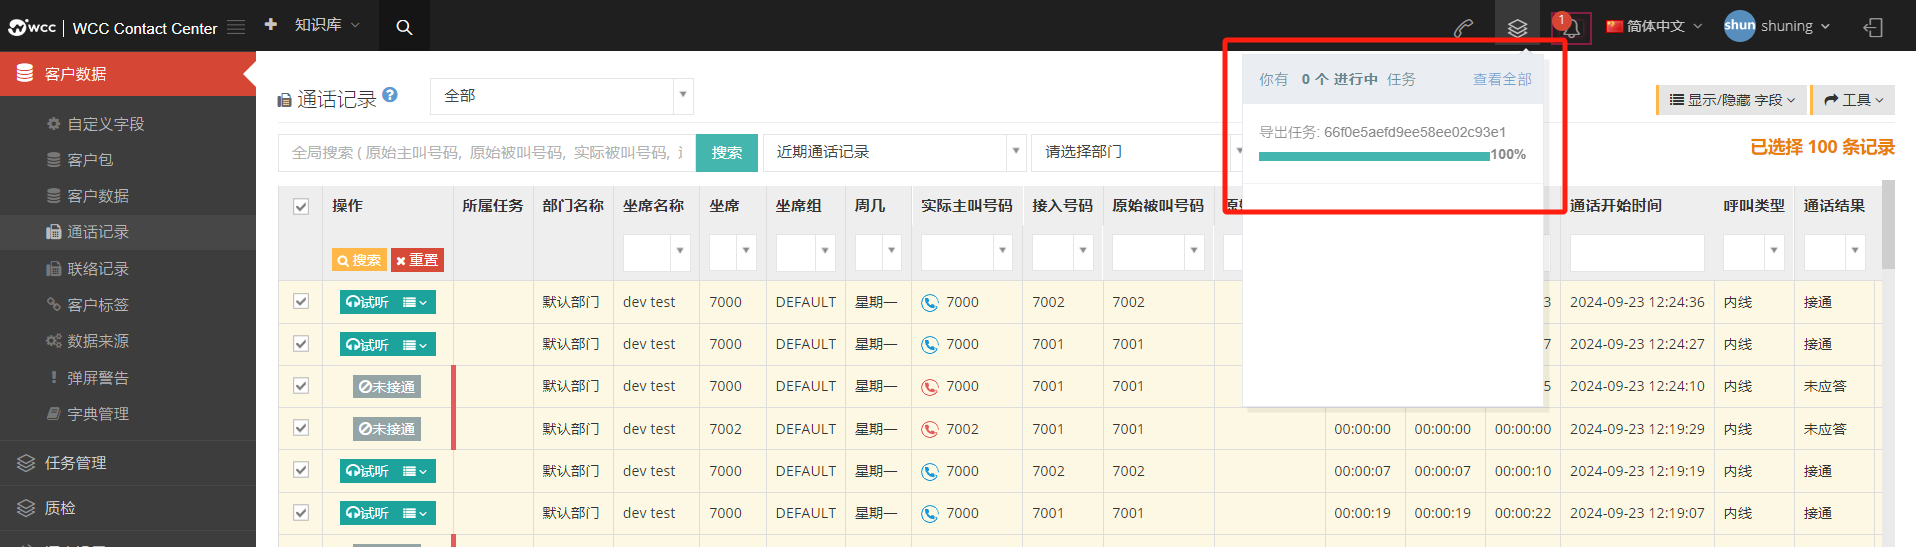 wcc | WCC Contact Center
知识库
1
简体中文
shun
shuning
客户数据
自定义字段
客户包
客户数据
通话记录
联络记录
客户标签
数据来源
弹屏警告
字典管理
任务管理
质检
通话记录
全部
你有 0 个 进行中 任务
查看全部
导出任务: 66f0e5aefd9ee58ee02c93e1
100%
显示/隐藏 字段
工具
全局搜索 ( 原始主叫号码, 原始被叫号码, 实际被叫号码,
搜索
近期通话记录
请选择部门
已选择 100 条记录
操作 所属任务 部门名称 坐席名称 坐席 坐席组 周几 实际主叫号码 接入号码 原始被叫号码 通话开始时间 呼叫类型 通话结果
搜索 重置
试听 默认部门 dev test 7000 DEFAULT 星期一 7000 7002 7002 3 2024-09-23 12:24:36 内线 接通
试听 默认部门 dev test 7000 DEFAULT 星期一 7000 7001 7001 7 2024-09-23 12:24:27 内线 接通
未接通 默认部门 dev test 7000 DEFAULT 星期一 7000 7001 7001 5 2024-09-23 12:24:10 内线 未应答
未接通 默认部门 dev test 7002 DEFAULT 星期一 7002 7001 7001 00:00:00 00:00:00 00:00:00 2024-09-23 12:19:29 内线 未应答
试听 默认部门 dev test 7000 DEFAULT 星期一 7000 7002 7002 00:00:07 00:00:07 00:00:10 2024-09-23 12:19:19 内线 接通
试听 默认部门 dev test 7000 DEFAULT 星期一 7000 7001 7001 00:00:19 00:00:19 00:00:22 2024-09-23 12:19:07 内线 接通